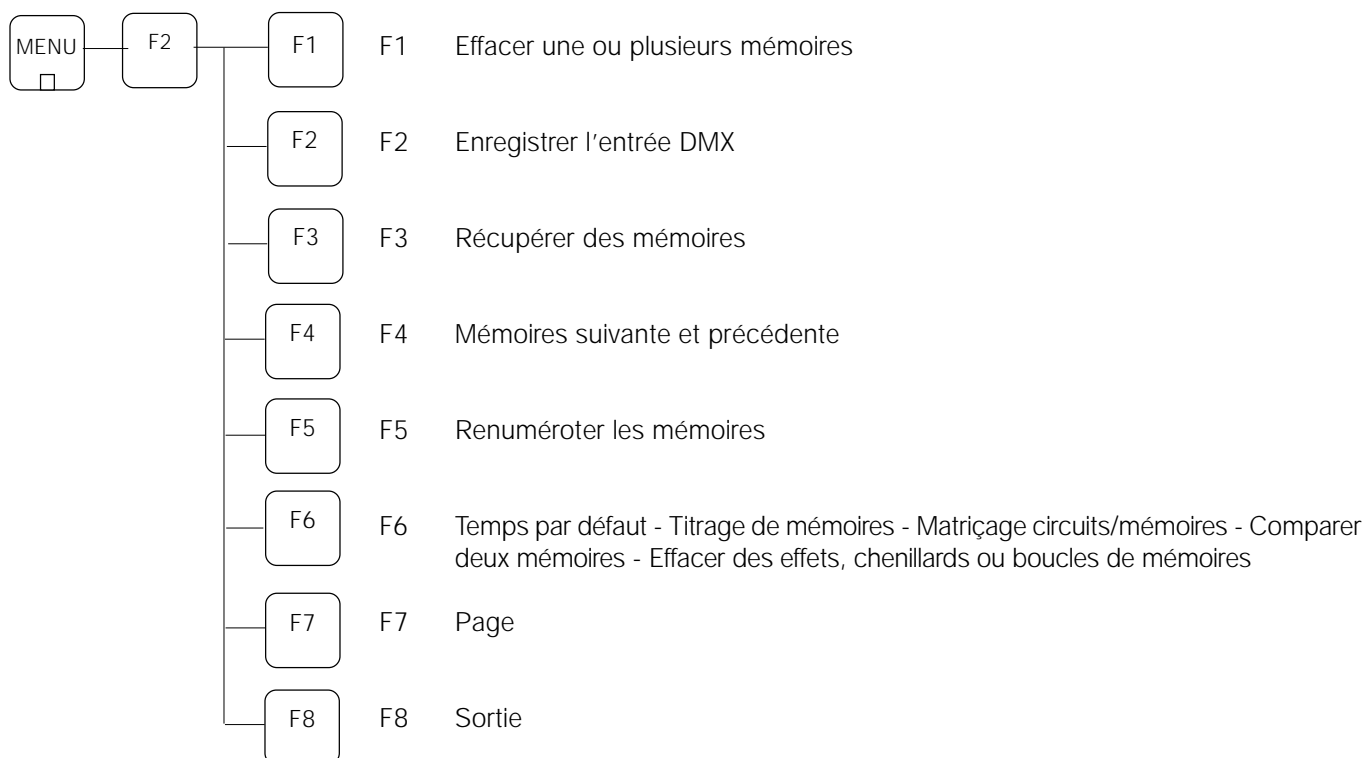 MENU F2 F1 F1 Effacer une ou plusieurs mémoires
F2 F2 Enregistrer l'entrée DMX
F3 F3 Récupérer des mémoires
F4 F4 Mémoires suivante et précédente
F5 F5 Renuméroter les mémoires
F6 F6 Temps par défaut - Titrage de mémoires - Matriçage circuits/mémoires - Comparer
deux mémoires - Effacer des effets, chenillards ou boucles de mémoires
F7 F7 Page
F8 F8 Sortie